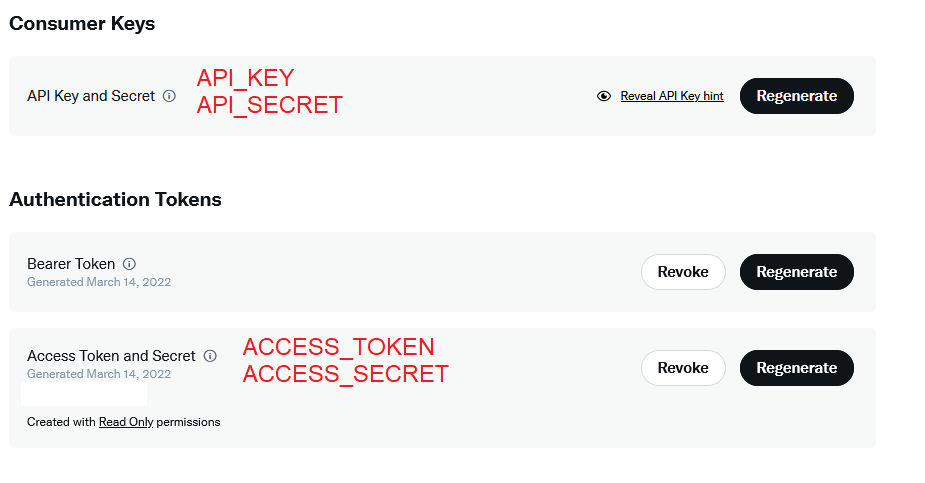 Consumer Keys
API Key and Secret
API_KEY
API_SECRET
Reveal API Key hint
Regenerate
Authentication Tokens
Bearer Token
Generated March 14, 2022
Revoke
Regenerate
Access Token and Secret
Generated March 14, 2022
ACCESS_TOKEN
ACCESS_SECRET
Revoke
Regenerate
Created with Read Only permissions